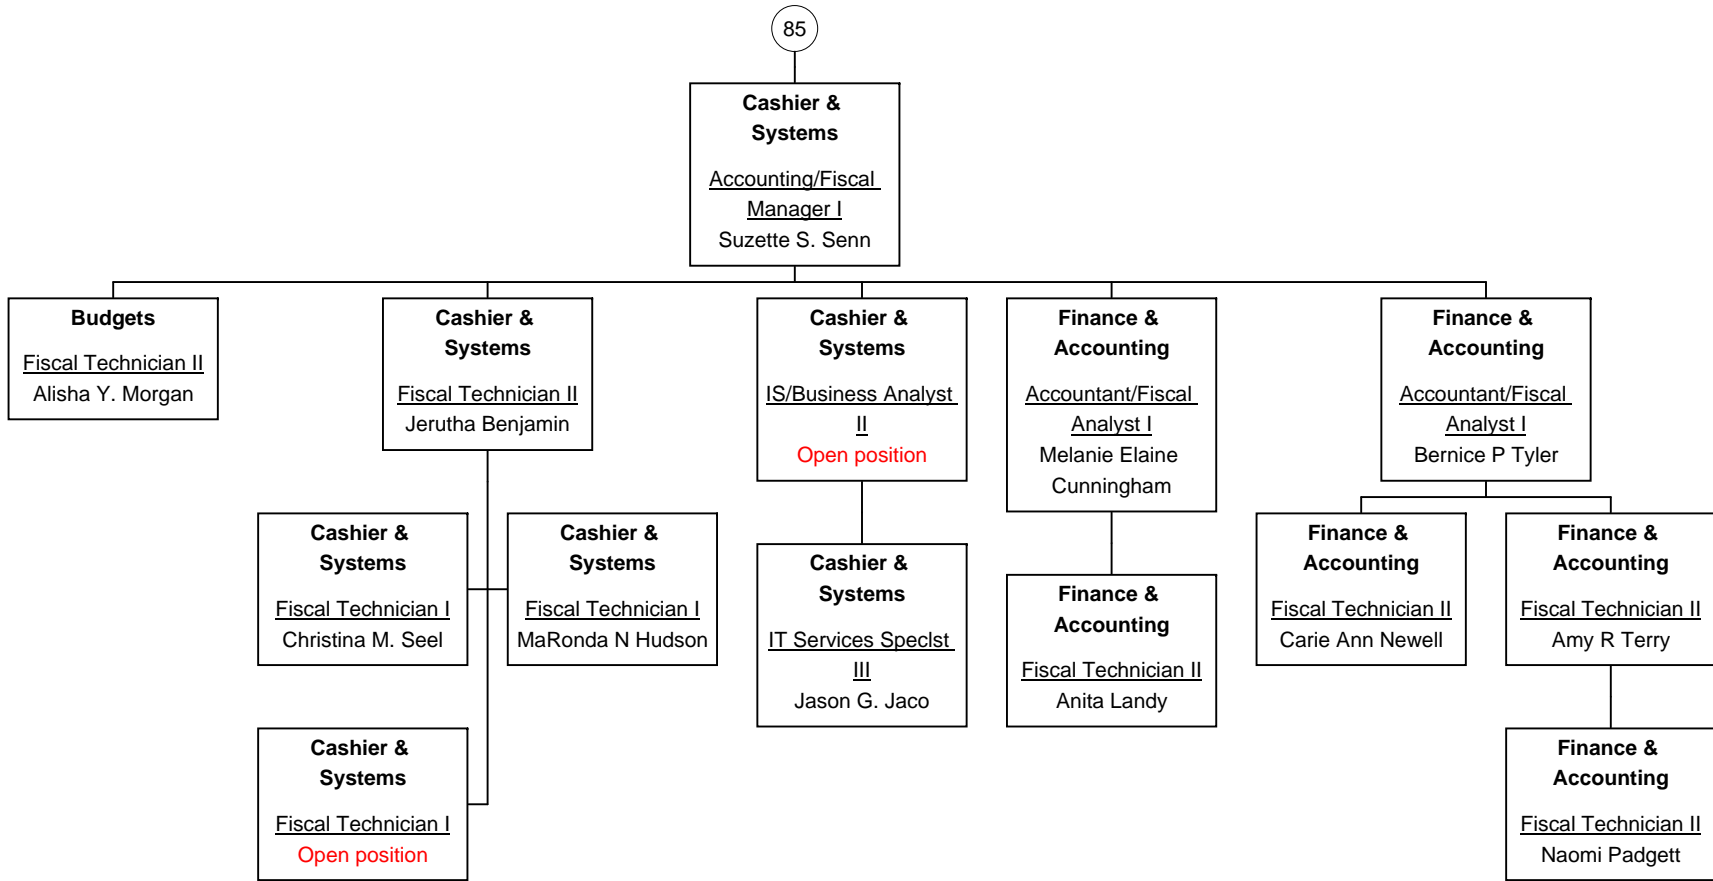 85
Cashier &
Systems
Accounting/Fiscal
Manager I
Suzette S. Senn
Budgets
Fiscal Technician II
Alisha Y. Morgan
Cashier &
Systems
Fiscal Technician II
Jerutha Benjamin
Cashier &
Systems
IS/Business Analyst
II
Open position
Finance &
Accounting
Accountant/Fiscal
Analyst I
Melanie Elaine
Cunningham
Finance &
Accounting
Accountant/Fiscal
Analyst I
Bernice P Tyler
Cashier &
Systems
Fiscal Technician I
Christina M. Seel
Cashier &
Systems
Fiscal Technician I
MaRonda N Hudson
Cashier &
Systems
IT Services Speclst
III
Jason G. Jaco
Finance &
Accounting
Fiscal Technician II
Anita Landy
Finance &
Accounting
Fiscal Technician II
Carie Ann Newell
Finance &
Accounting
Fiscal Technician II
Amy R Terry
Cashier &
Systems
Fiscal Technician I
Open position
Finance &
Accounting
Fiscal Technician II
Naomi Padgett